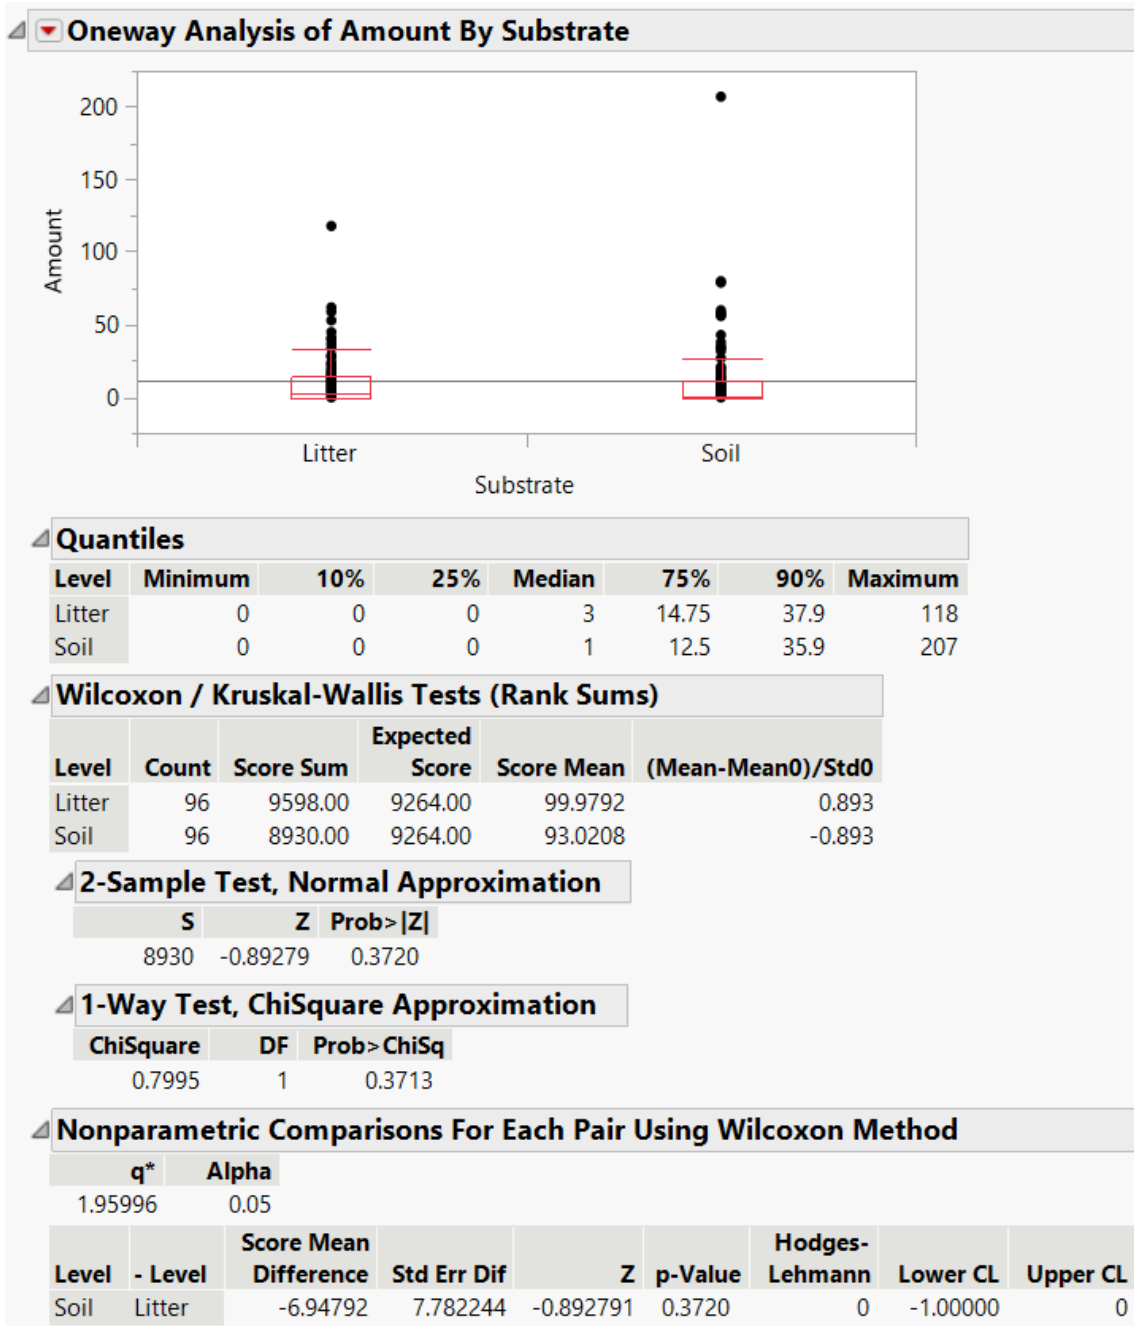 Oneway Analysis of Amount By Substrate
200
150
100
50
0
Amount
Litter Soil
Substrate
Quantiles
Level Minimum 10% 25% Median 75% 90% Maximum
Litter 0 0 0 3 14.75 37.9 118
Soil 0 0 0 1 12.5 35.9 207
Wilcoxon / Kruskal-Wallis Tests (Rank Sums)
Expected
Level Count Score Sum Score Score Mean (Mean-Mean0)/Std0
Litter 96 9598.00 9264.00 99.9792 0.893
Soil 96 8930.00 9264.00 93.0208 -0.893
2-Sample Test, Normal Approximation
S Z Prob>|Z|
8930 -0.89279 0.3720
1-Way Test, ChiSquare Approximation
ChiSquare DF Prob>ChiSq
0.7995 1 0.3713
Nonparametric Comparisons For Each Pair Using Wilcoxon Method
q* Alpha
1.95996 0.05
Score Mean Hodges-
Level - Level Difference Std Err Dif Z p-Value Lehmann Lower CL Upper CL
Soil Litter -6.94792 7.782244 -0.892791 0.3720 0 -1.00000 0